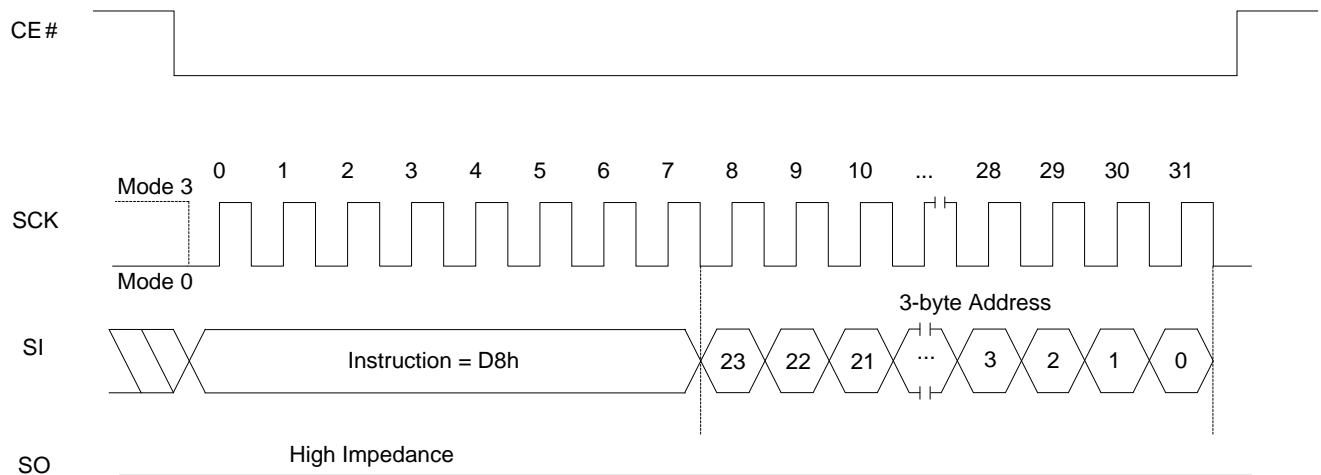 CE#
0 1 2 3 4 5 6 7 8 9 10 ... 28 29 30 31
Mode 3
SCK
Mode 0
3-byte Address
SI
Instruction = D8h
23 22 21 ... 3 2 1 0
High Impedance
SO